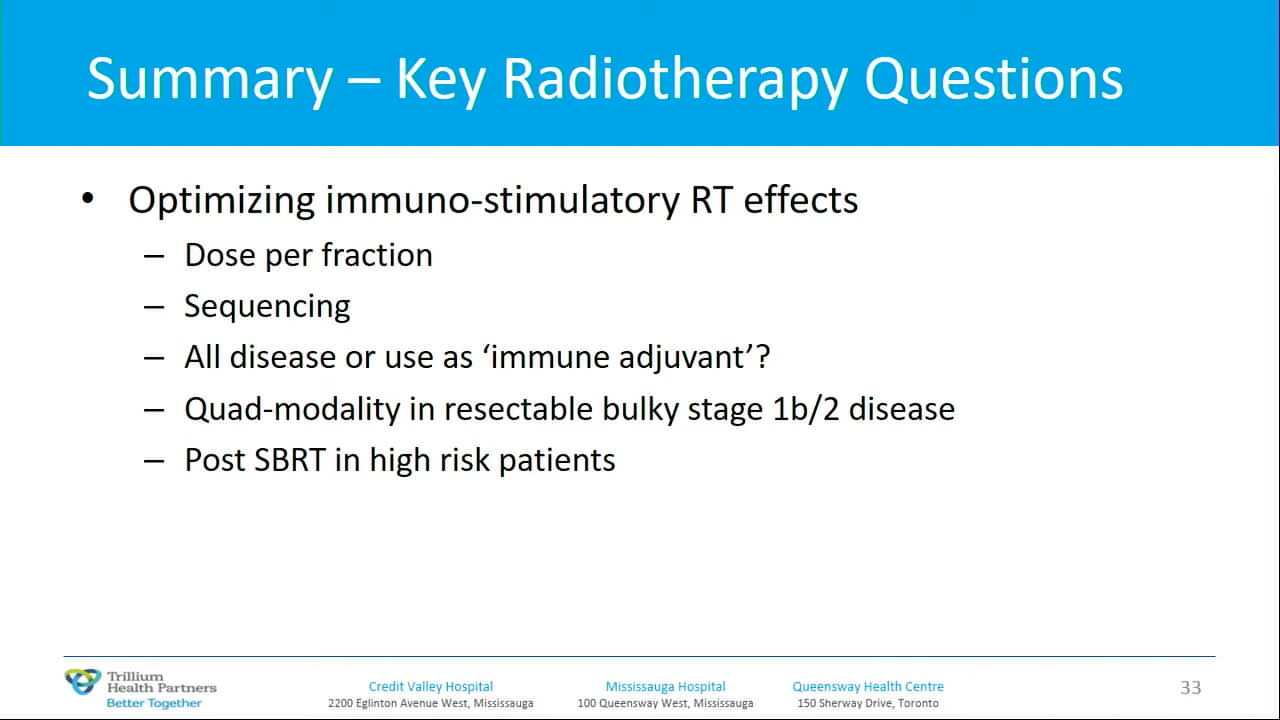 Summary – Key Radiotherapy Questions
• Optimizing immuno-stimulatory RT effects
– Dose per fraction
– Sequencing
– All disease or use as ‘immune adjuvant’?
– Quad-modality in resectable bulky stage 1b/2 disease
– Post SBRT in high risk patients
Trillium
Health Partners
Better Together
Credit Valley Hospital
2200 Eglinton Avenue West, Mississauga
Mississauga Hospital
100 Queensway West, Mississauga
Queensway Health Centre
150 Sherway Drive, Toronto
33